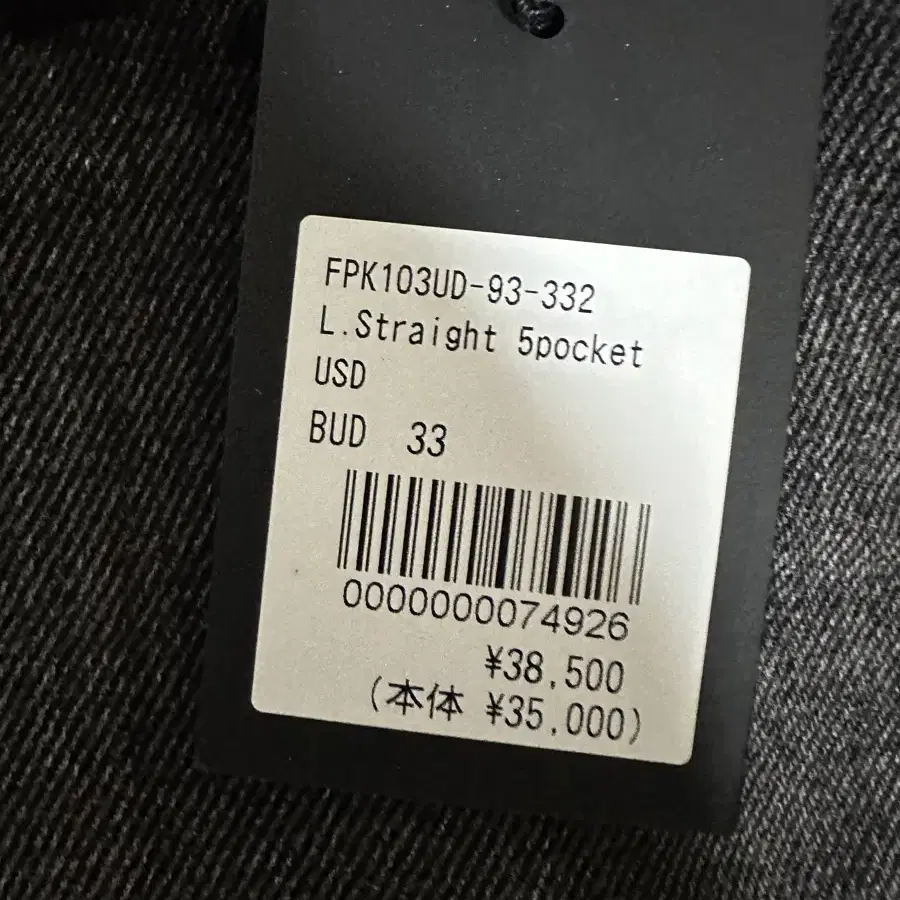 FPK103UD-93-332
L.Straight 5pocket
USD
BUD 33
0000000074926
¥38,500
(本体 ¥35,000)